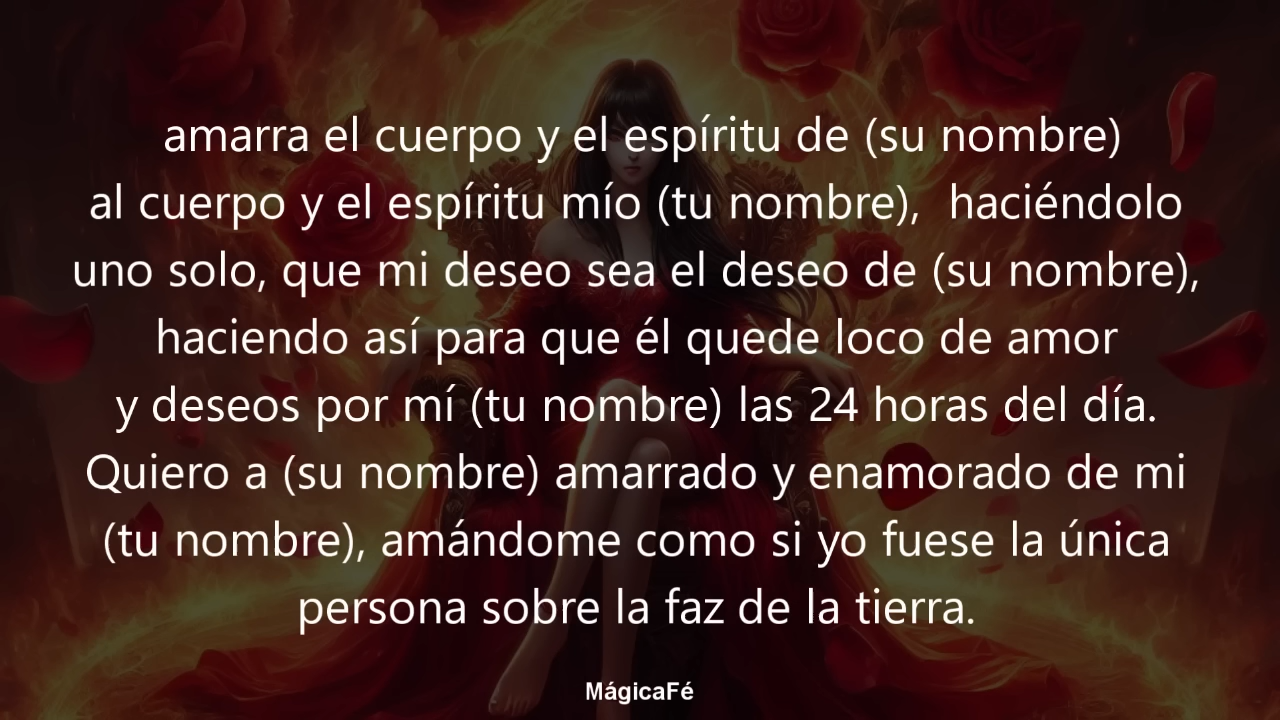 amarra el cuerpo y el espíritu de (su nombre)
al cuerpo y el espíritu mío (tu nombre),  haciéndolo
uno solo, que mi deseo sea el deseo de (su nombre),
haciendo así para que él quede loco de amor
y deseos por mí (tu nombre) las 24 horas del día.
Quiero a (su nombre) amarrado y enamorado de mi
(tu nombre), amándome como si yo fuese la única
persona sobre la faz de la tierra.
MágicaFé